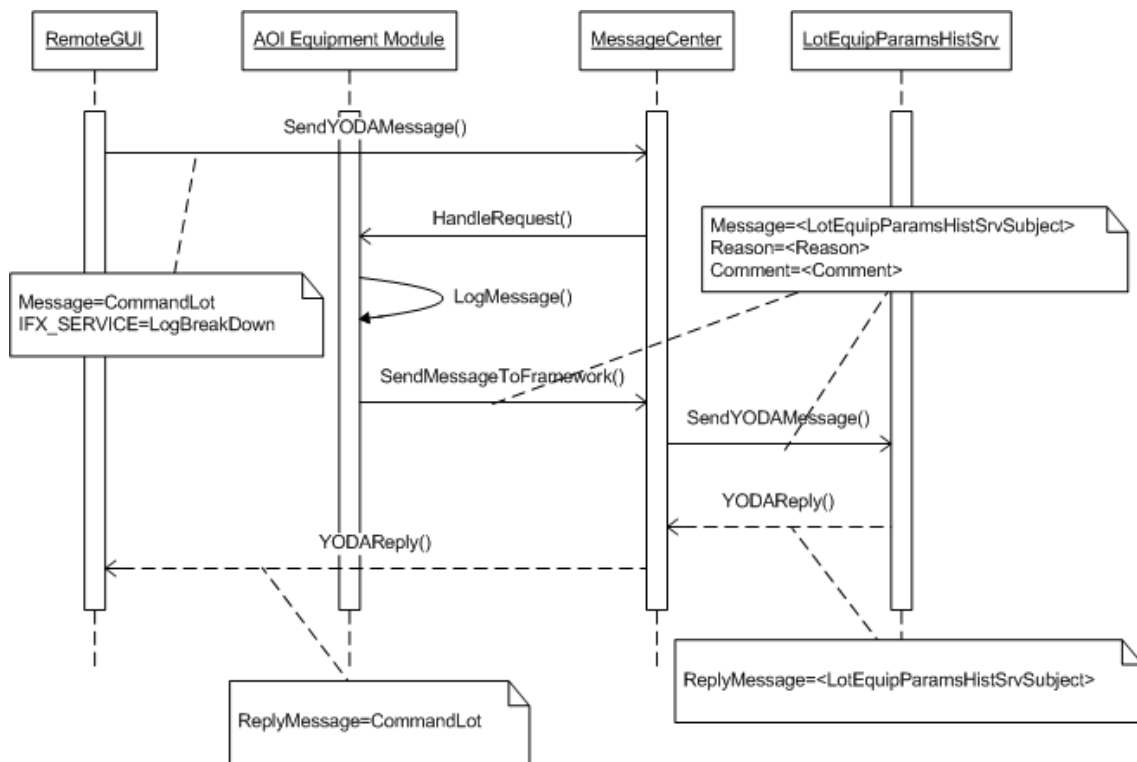 RemoteGUI
AOI Equipment Module
MessageCenter
LotEquipParamsHistSrv
SendYODAMessage()
HandleRequest()
Message=<LotEquipParamsHistSrvSubject>
Reason=<Reason>
Comment=<Comment>
Message=CommandLot
IFX_SERVICE=LogBreakDown
LogMessage()
SendMessageToFramework()
SendYODAMessage()
YODAReply()
YODAReply()
ReplyMessage=<LotEquipParamsHistSrvSubject>
ReplyMessage=CommandLot